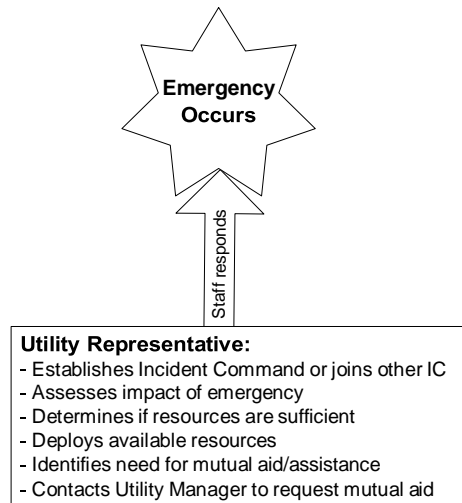 Emergency
Occurs
Staff responds
Utility Representative:
- Establishes Incident Command or joins other IC
- Assesses impact of emergency
- Determines if resources are sufficient
- Deploys available resources
- Identifies need for mutual aid/assistance
- Contacts Utility Manager to request mutual aid